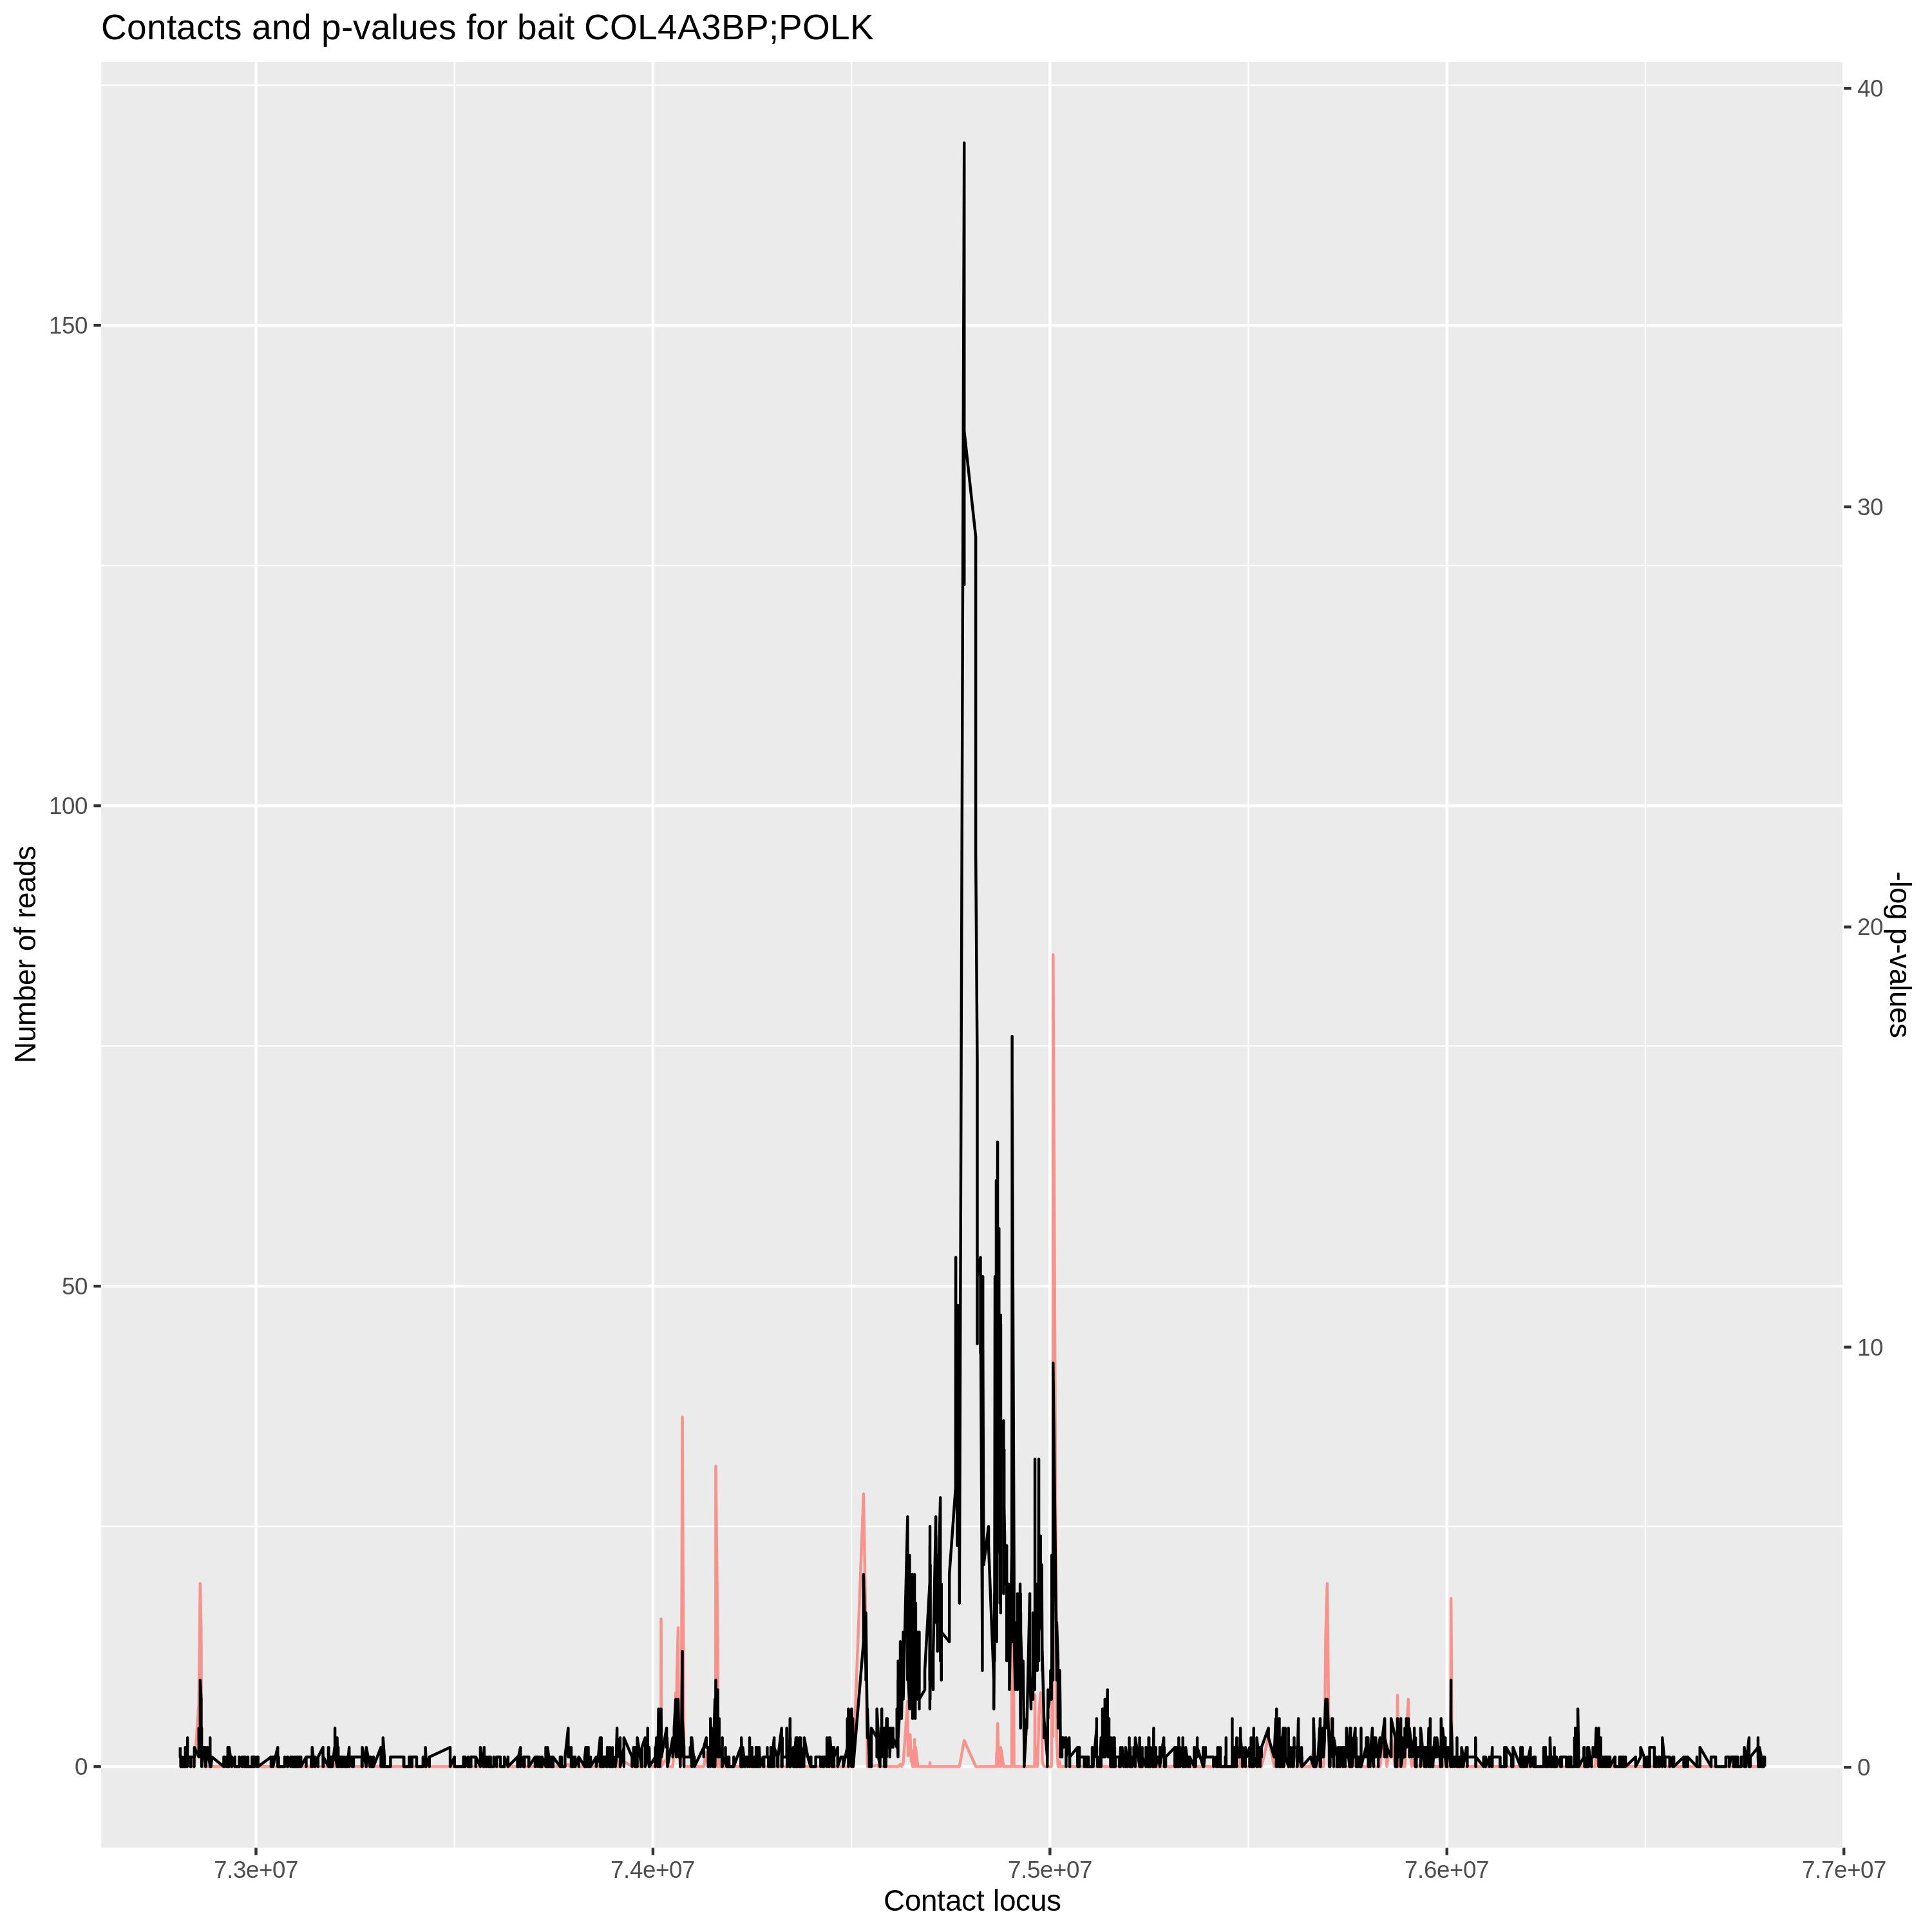 Contacts and p-values for bait COL4A3BP;POLK
Number of reads
150
100
50
0
40
30
20
10
0
-log p-values
7.3e+07
7.4e+07
7.5e+07
7.6e+07
7.7e+07
Contact locus